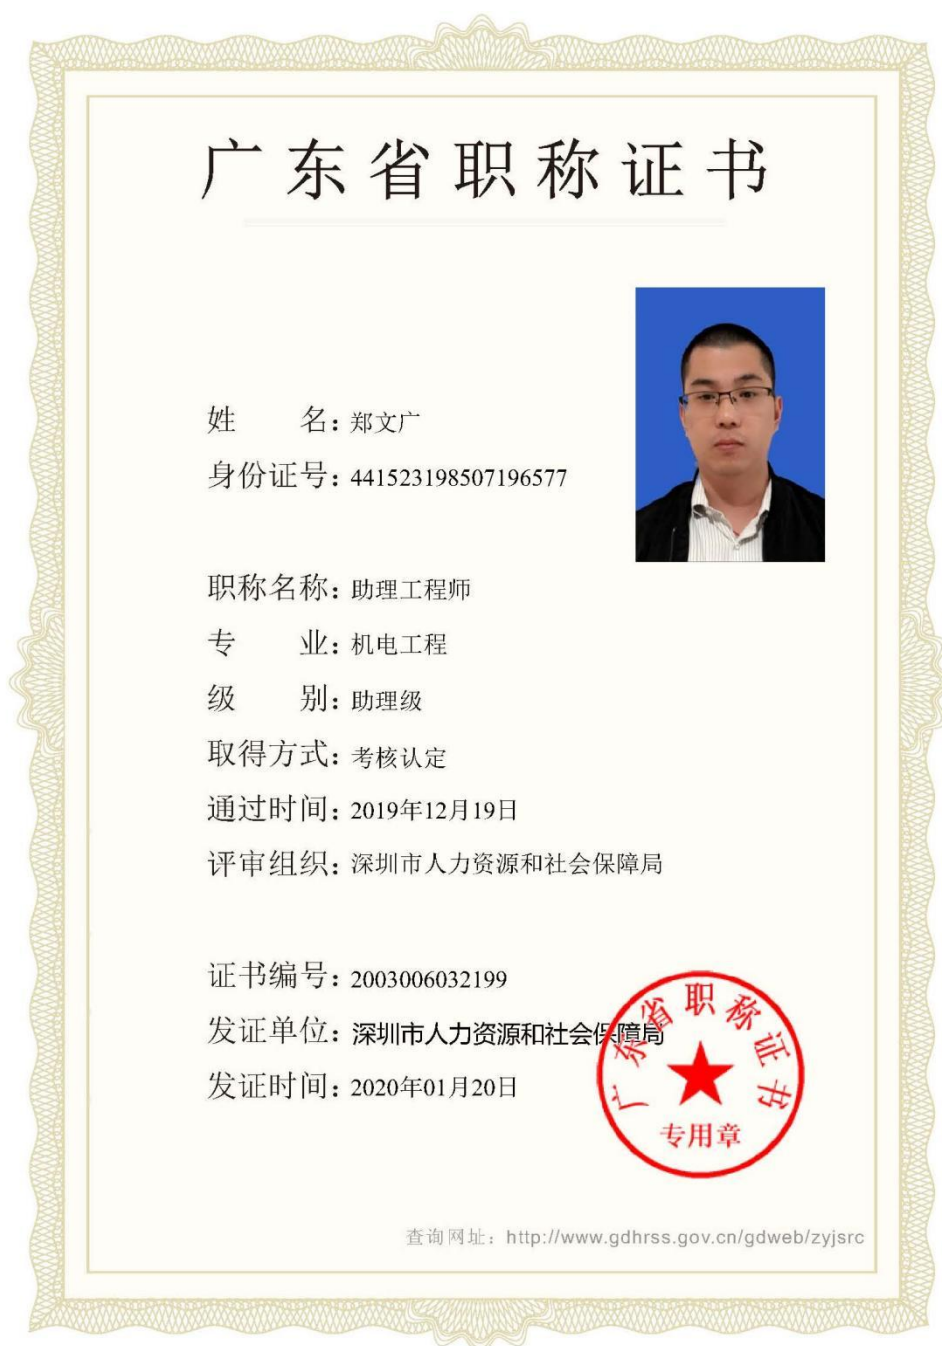 广东省职称证书
姓 名：郑文广
身份证号：441523198507196577
职称名称：助理工程师
专 业：机电工程
级 别：助理级
取得方式：考核认定
通过时间：2019年12月19日
评审组织：深圳市人力资源和社会保障局
证书编号：2003006032199
发证单位：深圳市人力资源和社会保障局
发证时间：2020年01月20日
广东省职称证书
专用章
查询网址：http://www.gdhrss.gov.cn/gdweb/zyjsrc